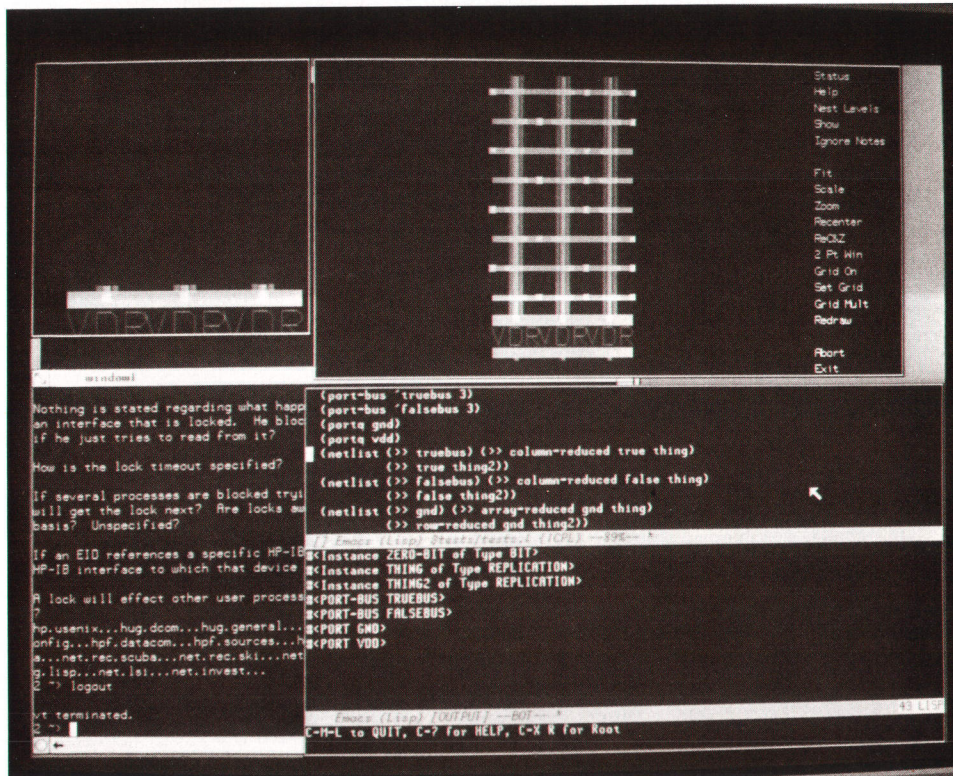 VDRVDRVDR
VDRVDRVDR
Status
Help
Nest Levels
Show
Ignore Notes
Fit
Scale
Zoom
Recenter
ReC&Z
2 Pt Win
Grid On
Set Grid
Grid Mult
Redraw
Abort
Exit
Nothing is stated regarding what happ
an interface that is locked.  He bloc
if he just tries to read from it?
How is the lock timeout specified?
If several processes are blocked tryi
will get the lock next?  Are locks aw
basis?  Unspecified?
If an EID references a specific HP-IB
HP-IB interface to which that device
A lock will effect other user process
?
hp.usenix...hug.dcom...hug.general...
onfig...hpf.datacom...hpf.sources...h
a...net.rec.scuba...net.rec.ski...net
g.lisp...net.lsi...net.invest...
2 ~> logout
vt terminated.
2 ~>
(port-bus 'truebus 3)
(port-bus 'falsebus 3)
(portq gnd)
(portq vdd)
(netlist (>> truebus) (>> column-reduced true thing)
(>> true thing2))
(netlist (>> falsebus) (>> column-reduced false thing)
(>> false thing2))
(netlist (>> gnd) (>> array-reduced gnd thing)
(>> row-reduced gnd thing2))
[] Emacs (Lisp) 8tests/tests.l {ICPL} --89%-- *
#<Instance ZERO-BIT of Type BIT>
#<Instance THING of Type REPLICATION>
#<Instance THING2 of Type REPLICATION>
#<PORT-BUS TRUEBUS>
#<PORT-BUS FALSEBUS>
#<PORT GND>
#<PORT VDD>
Emacs (Lisp) [OUTPUT] --BOT-- *
43 LISP
C-M-L to QUIT, C-? for HELP, C-X R for Root